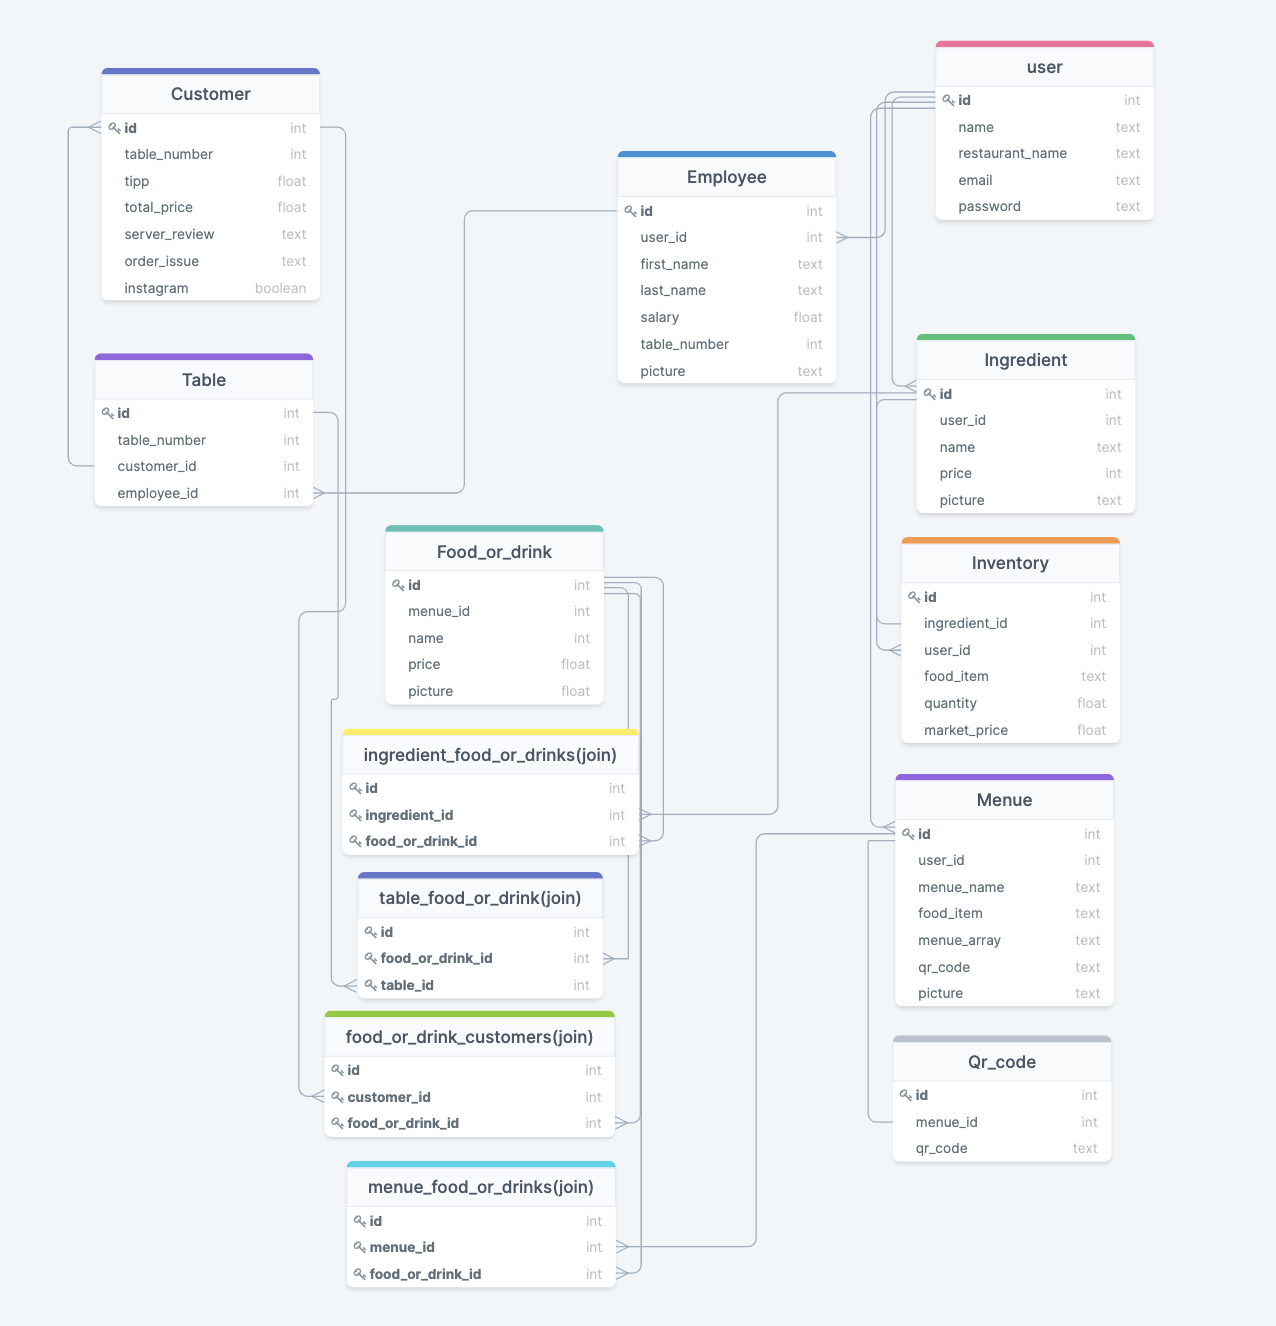 Customer
id int
table_number int
tipp float
total_price float
server_review text
order_issue text
instagram boolean
Table
id int
table_number int
customer_id int
employee_id int
Employee
id int
user_id int
first_name text
last_name text
salary float
table_number int
picture text
user
id int
name text
restaurant_name text
email text
password text
Ingredient
id int
user_id int
name text
price int
picture text
Inventory
id int
ingredient_id int
user_id int
food_item text
quantity float
market_price float
Food_or_drink
id int
menue_id int
name int
price float
picture float
ingredient_food_or_drinks(join)
id int
ingredient_id int
food_or_drink_id int
table_food_or_drink(join)
id int
food_or_drink_id int
table_id int
food_or_drink_customers(join)
id int
customer_id int
food_or_drink_id int
menue_food_or_drinks(join)
id int
menue_id int
food_or_drink_id int
Menue
id int
user_id int
menue_name text
food_item text
menue_array text
qr_code text
picture text
Qr_code
id int
menue_id int
qr_code text